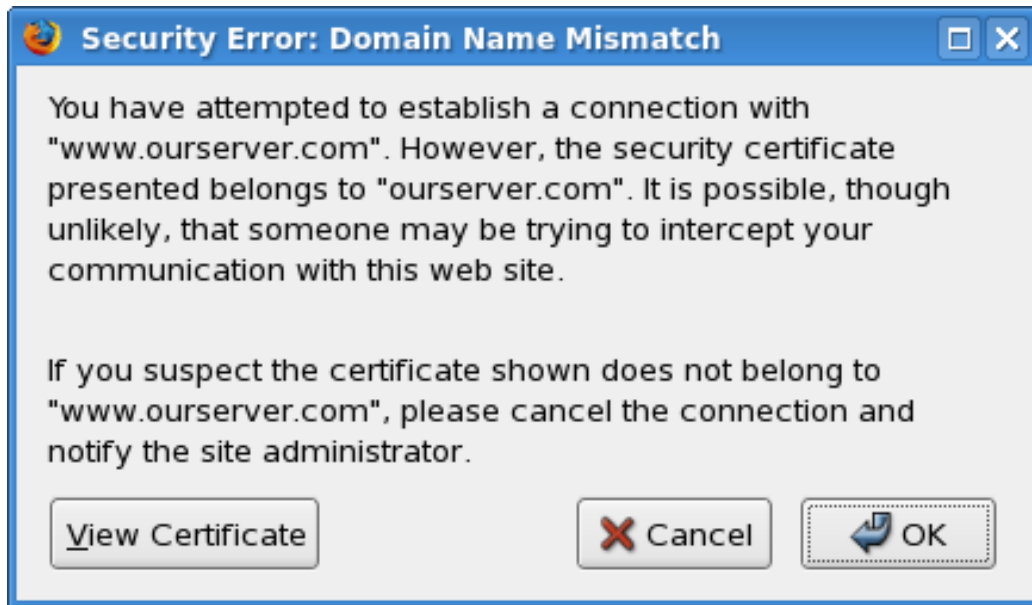 Security Error: Domain Name Mismatch
You have attempted to establish a connection with
"www.ourserver.com". However, the security certificate
presented belongs to "ourserver.com". It is possible, though
unlikely, that someone may be trying to intercept your
communication with this web site.
If you suspect the certificate shown does not belong to
"www.ourserver.com", please cancel the connection and
notify the site administrator.
View Certificate
Cancel
OK